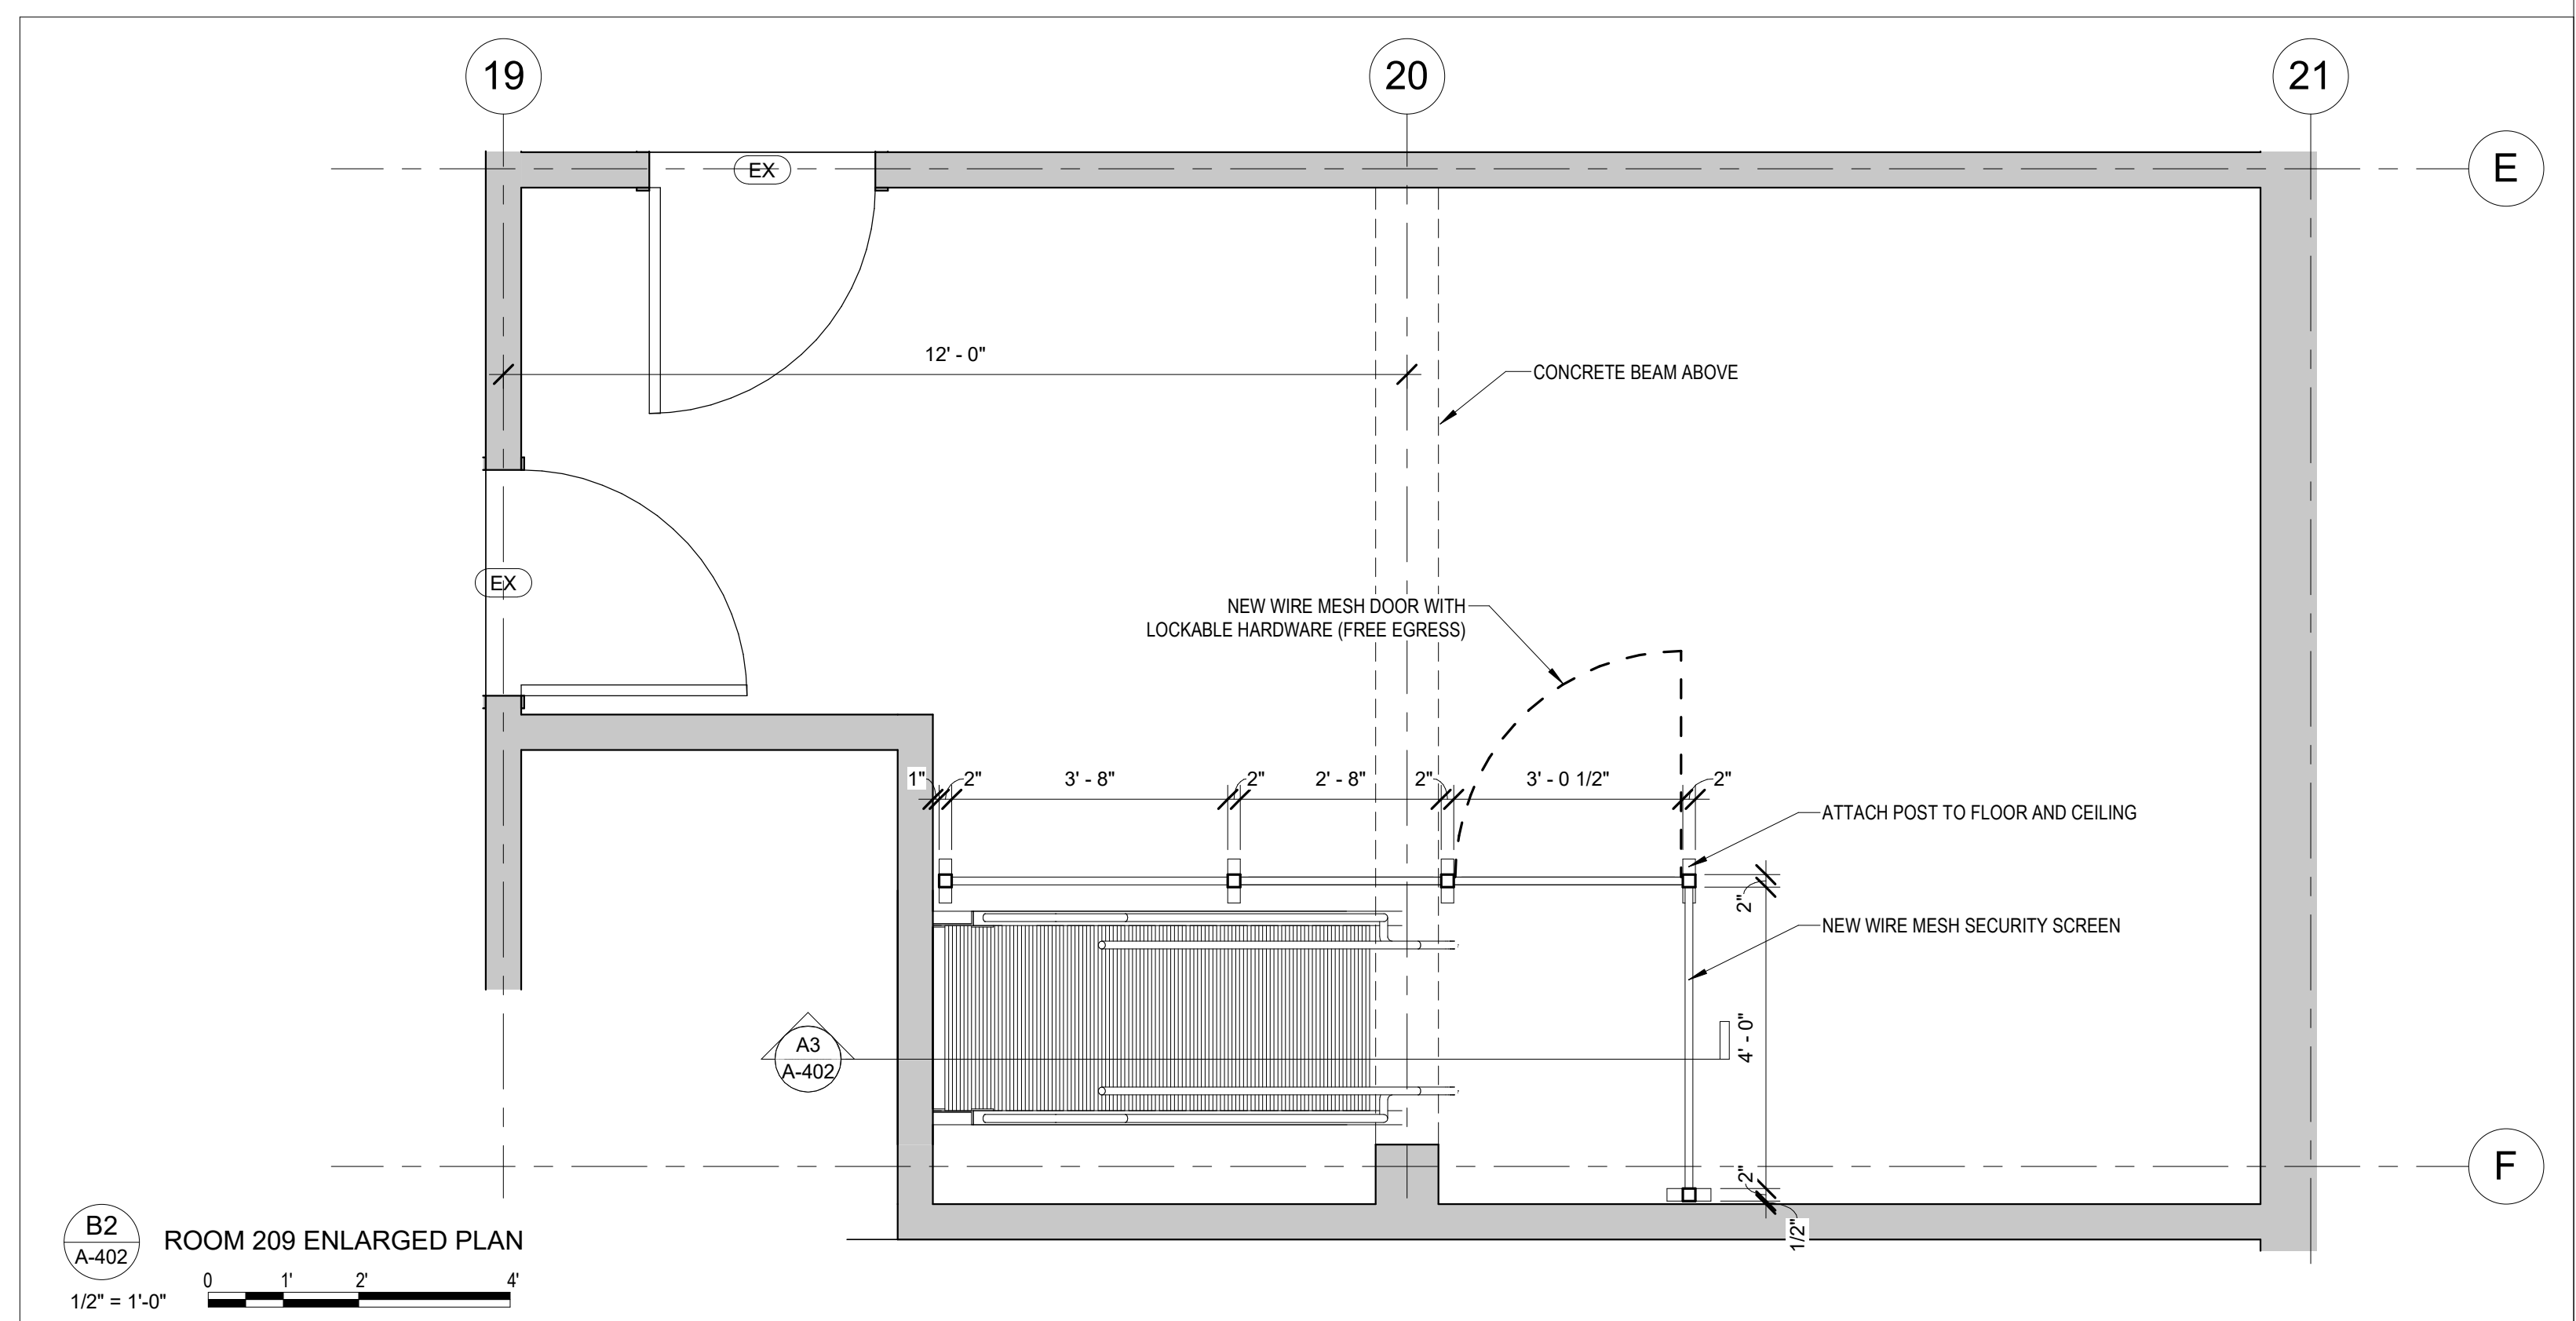 19
20
21
EX
E
12' - 0"
CONCRETE BEAM ABOVE
EX
NEW WIRE MESH DOOR WITH
LOCKABLE HARDWARE (FREE EGRESS)
1"
2"
3' - 8"
2"
2' - 8"
2"
3' - 0 1/2"
2"
ATTACH POST TO FLOOR AND CEILING
2"
NEW WIRE MESH SECURITY SCREEN
4' - 0"
A3
A-402
F
2"
1/2"
B2
A-402
ROOM 209 ENLARGED PLAN
0 1' 2' 4'
1/2" = 1'-0"